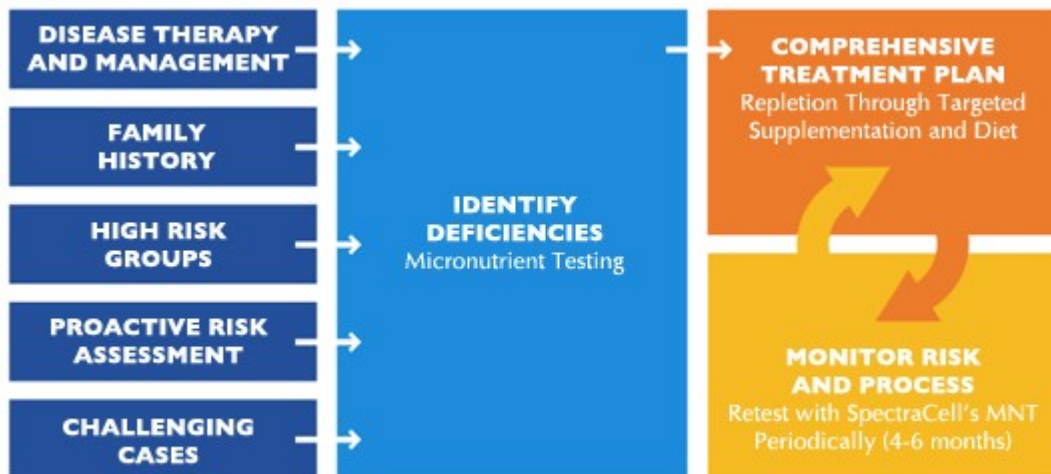 DISEASE THERAPY
AND MANAGEMENT
FAMILY
HISTORY
HIGH RISK
GROUPS
PROACTIVE RISK
ASSESSMENT
CHALLENGING
CASES
IDENTIFY
DEFICIENCIES
Micronutrient Testing
COMPREHENSIVE
TREATMENT PLAN
Repletion Through Targeted
Supplementation and Diet
MONITOR RISK
AND PROCESS
Retest with SpectraCell's MNT
Periodically (4-6 months)